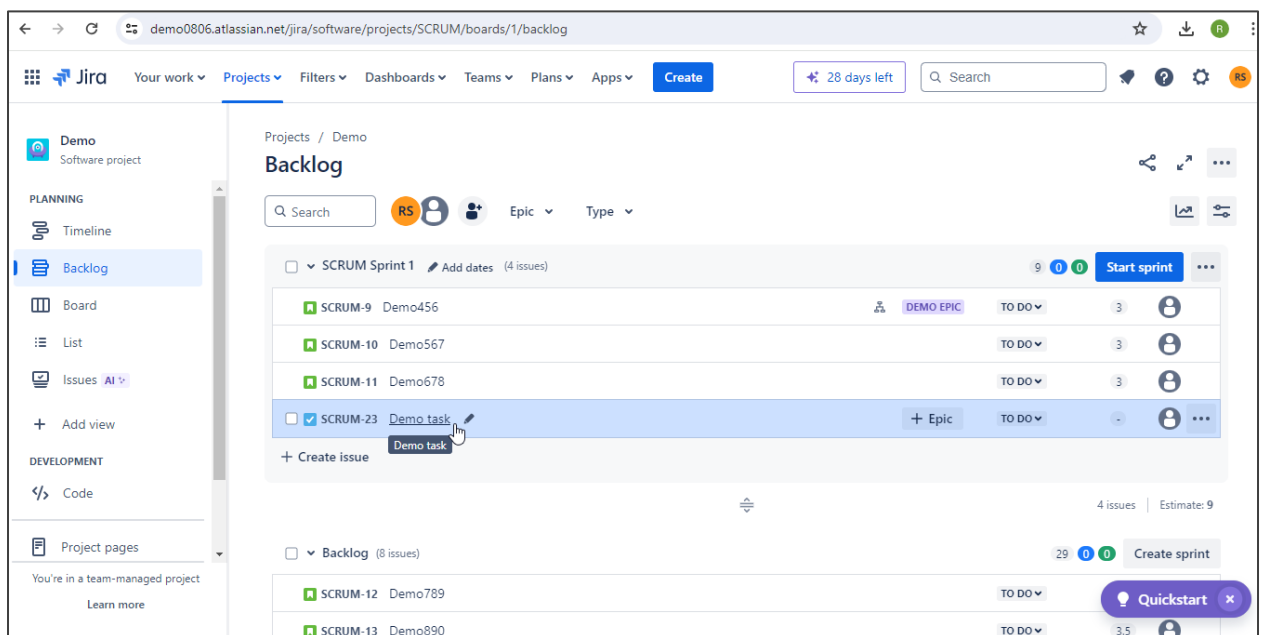 demo0806.atlassian.net/jira/software/projects/SCRUM/boards/1/backlog R
Jira Your work Projects Filters Dashboards Teams Plans Apps Create 28 days left Search RS
Demo
Software project
PLANNING
Timeline
Backlog
Board
List
Issues AI
+ Add view
DEVELOPMENT
Code
Project pages
You're in a team-managed project
Learn more
Projects / Demo
Backlog
Search RS Epic Type
SCRUM Sprint 1 Add dates (4 issues) 9 0 0 Start sprint
SCRUM-9 Demo456 DEMO EPIC TO DO 3
SCRUM-10 Demo567 TO DO 3
SCRUM-11 Demo678 TO DO 3
SCRUM-23 Demo task + Epic TO DO -
Demo task
+ Create issue
4 issues Estimate: 9
Backlog (8 issues) 29 0 0 Create sprint
SCRUM-12 Demo789 TO DO
Quickstart
SCRUM-13 Demo890 TO DO 3.5